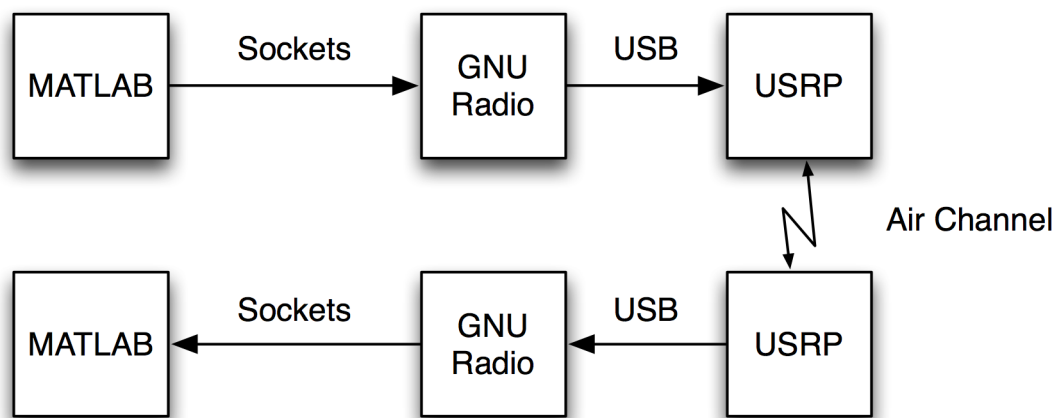 Sockets
USB
MATLAB
GNU
Radio
USRP
Air Channel
Sockets
USB
MATLAB
GNU
Radio
USRP